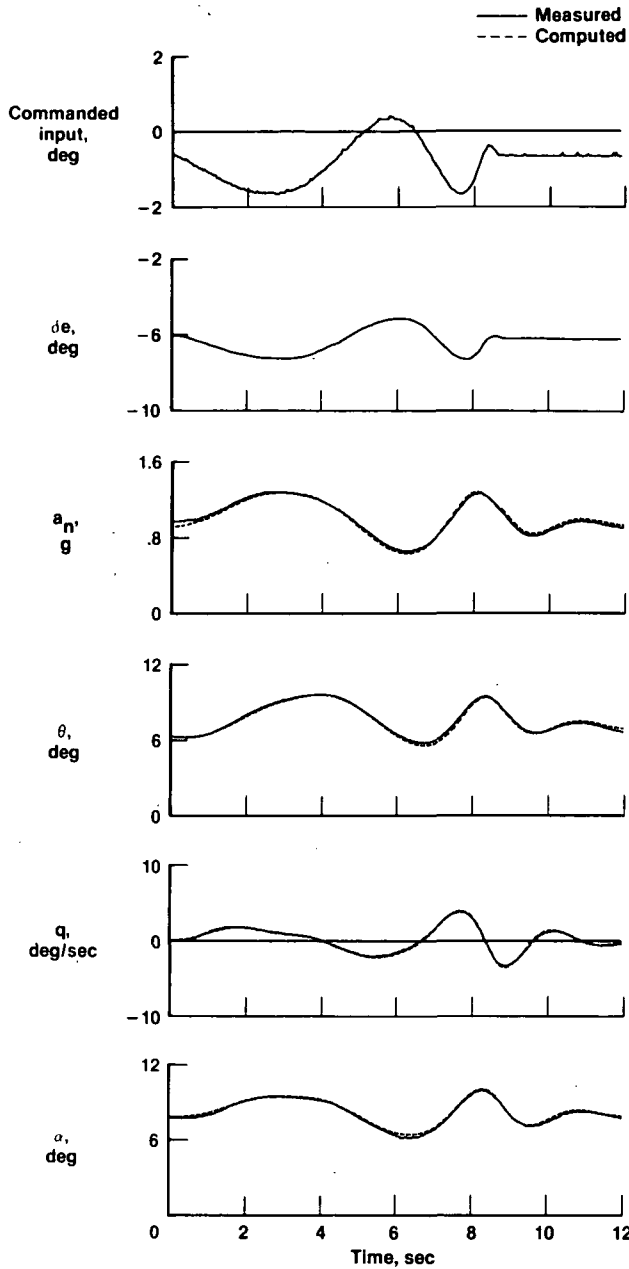 Measured
Computed
2
Commanded
input,
deg
0
−2
−2
δe,
deg
−6
−10
1.6
an,
g
.8
0
12
θ,
deg
6
0
10
q,
deg/sec
0
−10
12
α,
deg
6
0 2 4 6 8 10 12
Time, sec